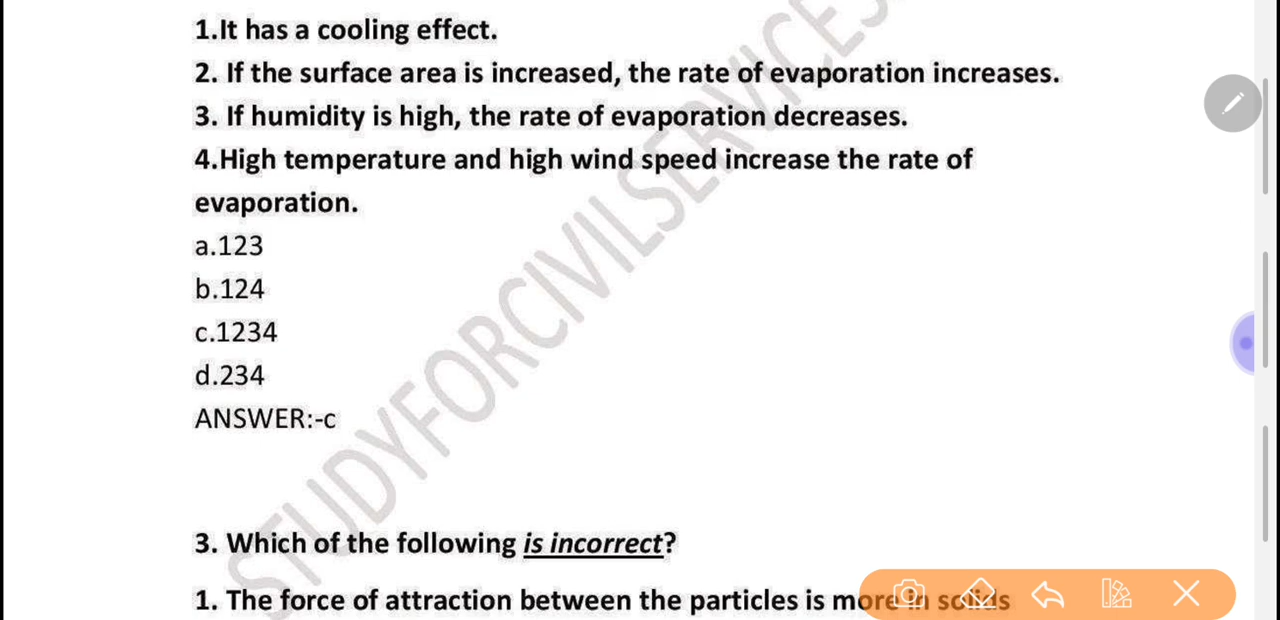 1.It has a cooling effect.
2. If the surface area is increased, the rate of evaporation increases.
3. If humidity is high, the rate of evaporation decreases.
4.High temperature and high wind speed increase the rate of
evaporation.
a.123
b.124
c.1234
d.234
ANSWER:-c
STUDYFORCIVILSERVICES
3. Which of the following is incorrect?
1. The force of attraction between the particles is more in solids